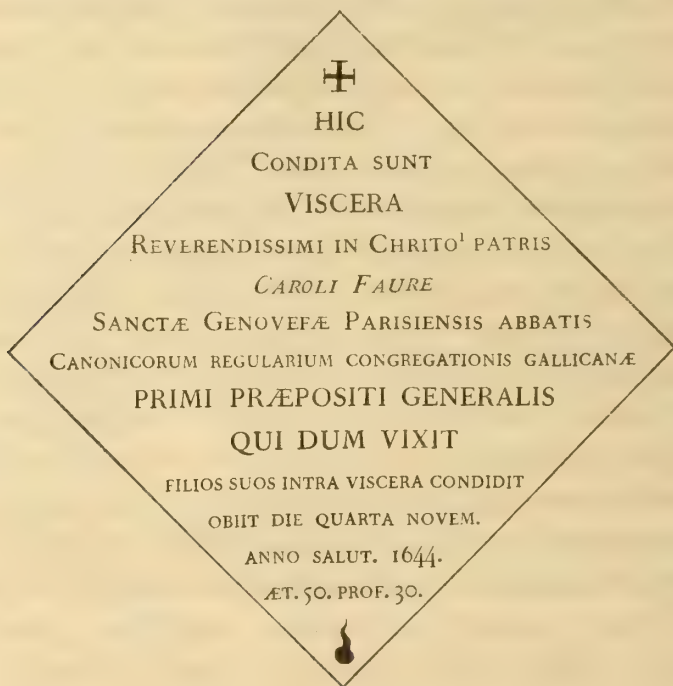 HIC
CONDITA SUNT
VISCERA
REVERENDISSIMI IN CHRITO¹ PATRIS
CAROLI FAURE
SANCTÆ GENOVEFÆ PARISIENSIS ABBATIS
CANONICORUM REGULARIUM CONGREGATIONIS GALLICANÆ
PRIMI PRÆPOSITI GENERALIS
QUI DUM VIXIT
FILIOS SUOS INTRA VISCERA CONDIDIT
OBIIT DIE QUARTA NOVEM.
ANNO SALUT. 1644.
ÆT. 50. PROF. 30.